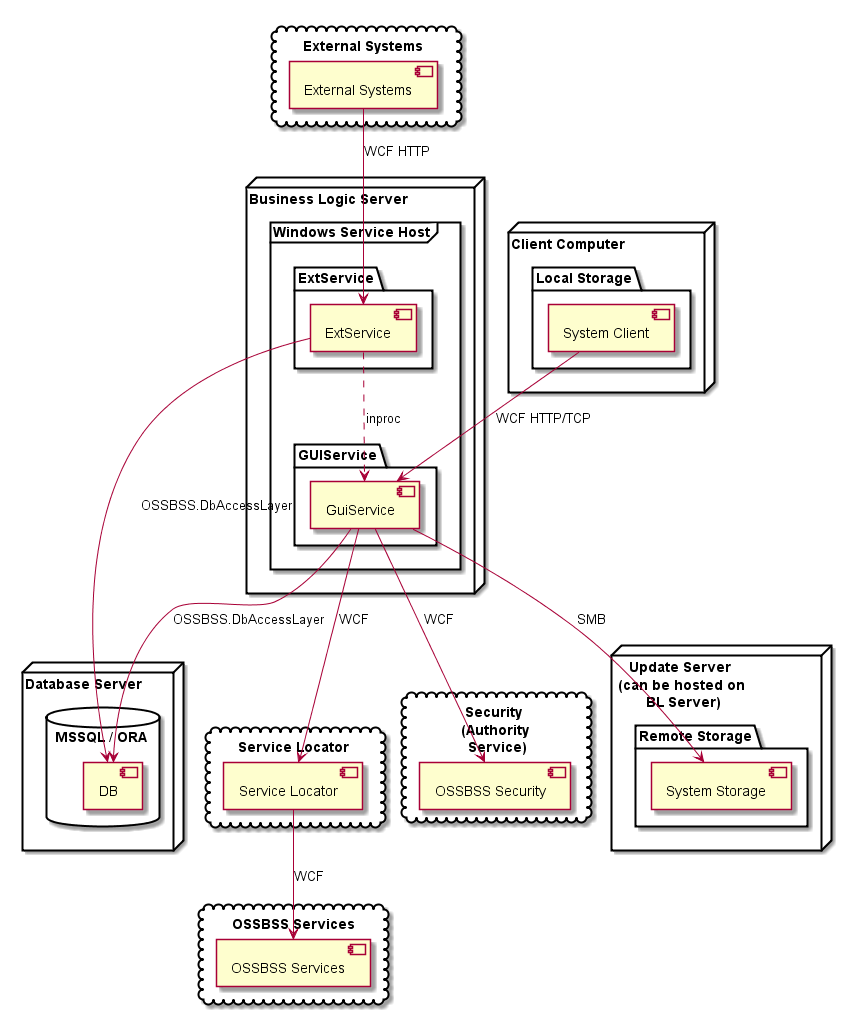 External Systems
External Systems
WCF HTTP
Business Logic Server
Windows Service Host
Client Computer
ExtService
Local Storage
ExtService
System Client
inproc
WCF HTTP/TCP
GUIService
OSSBSS.DbAccessLayer
GuiService
OSSBSS.DbAccessLayer
WCF
WCF
SMB
Database Server
MSSQL / ORA
DB
Service Locator
Service Locator
Security
(Authority
Service)
OSSBSS Security
Update Server
(can be hosted on
BL Server)
Remote Storage
System Storage
WCF
OSSBSS Services
OSSBSS Services